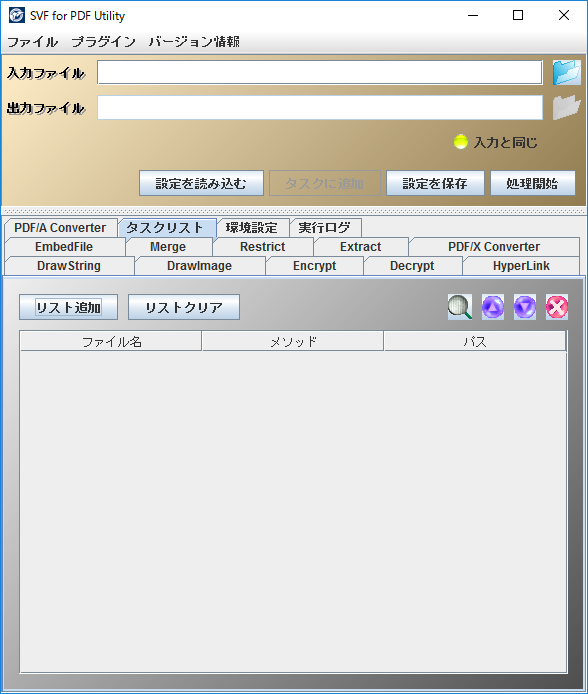 SVF for PDF Utility
ファイル プラグイン バージョン情報
入力ファイル
出力ファイル
入力と同じ
設定を読み込む タスクに追加 設定を保存 処理開始
PDF/A Converter タスクリスト 環境設定 実行ログ
EmbedFile Merge Restrict Extract PDF/X Converter
DrawString DrawImage Encrypt Decrypt HyperLink
リスト追加 リストクリア
ファイル名 メソッド パス